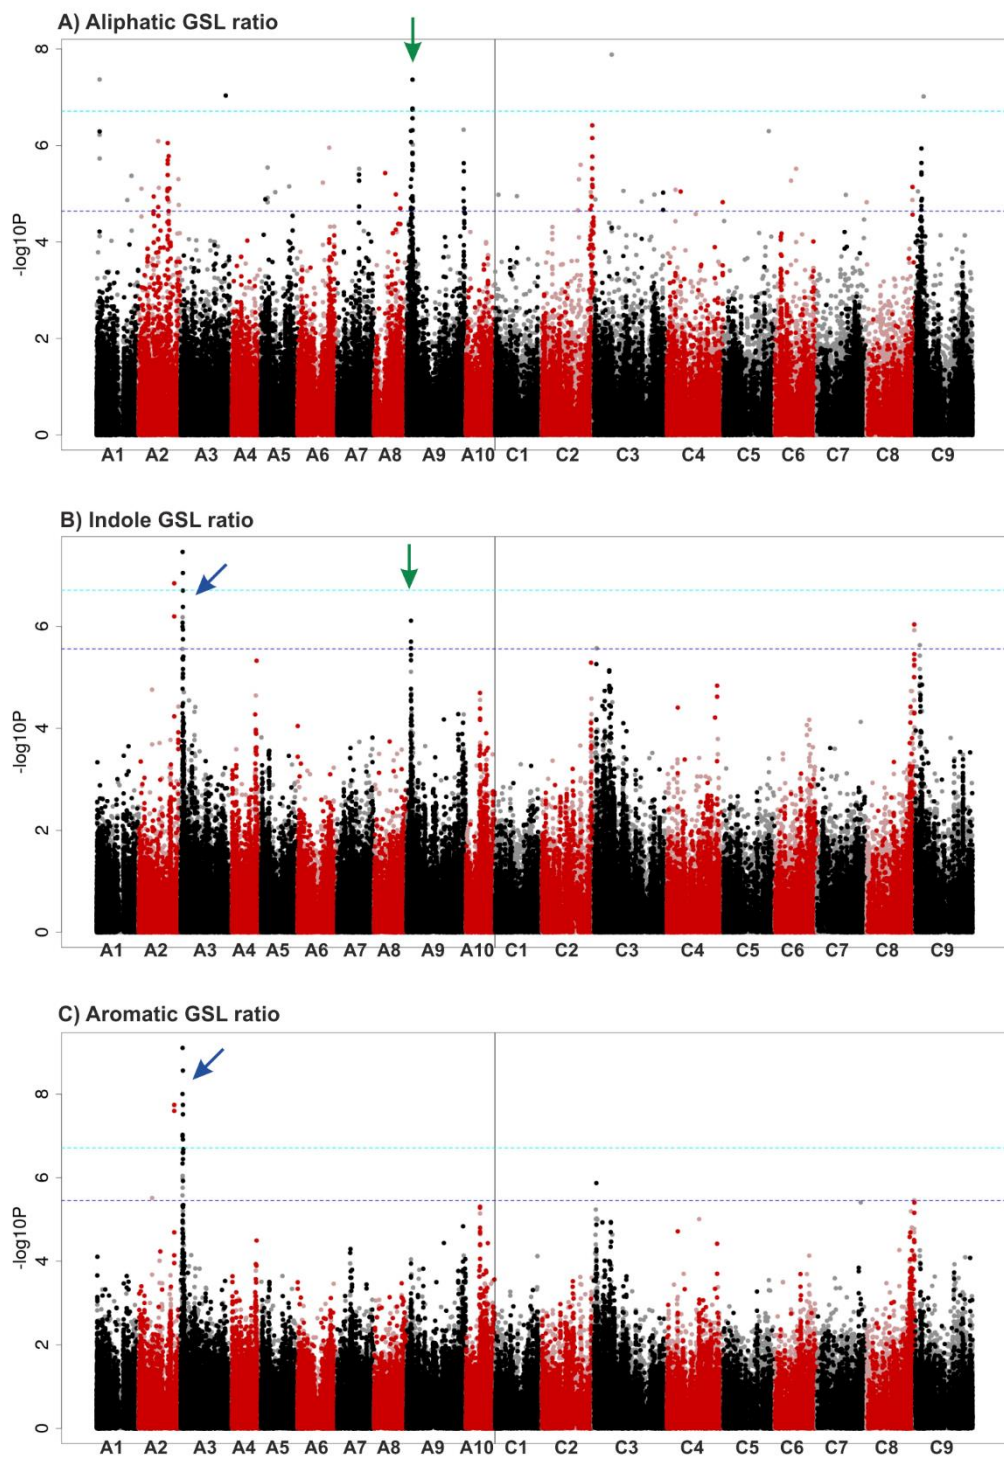 A) Aliphatic GSL ratio
8
6
4
2
0
-log10P
A1 A2 A3 A4 A5 A6 A7 A8 A9 A10 C1 C2 C3 C4 C5 C6 C7 C8 C9
B) Indole GSL ratio
6
4
2
0
-log10P
A1 A2 A3 A4 A5 A6 A7 A8 A9 A10 C1 C2 C3 C4 C5 C6 C7 C8 C9
C) Aromatic GSL ratio
8
6
4
2
0
-log10P
A1 A2 A3 A4 A5 A6 A7 A8 A9 A10 C1 C2 C3 C4 C5 C6 C7 C8 C9